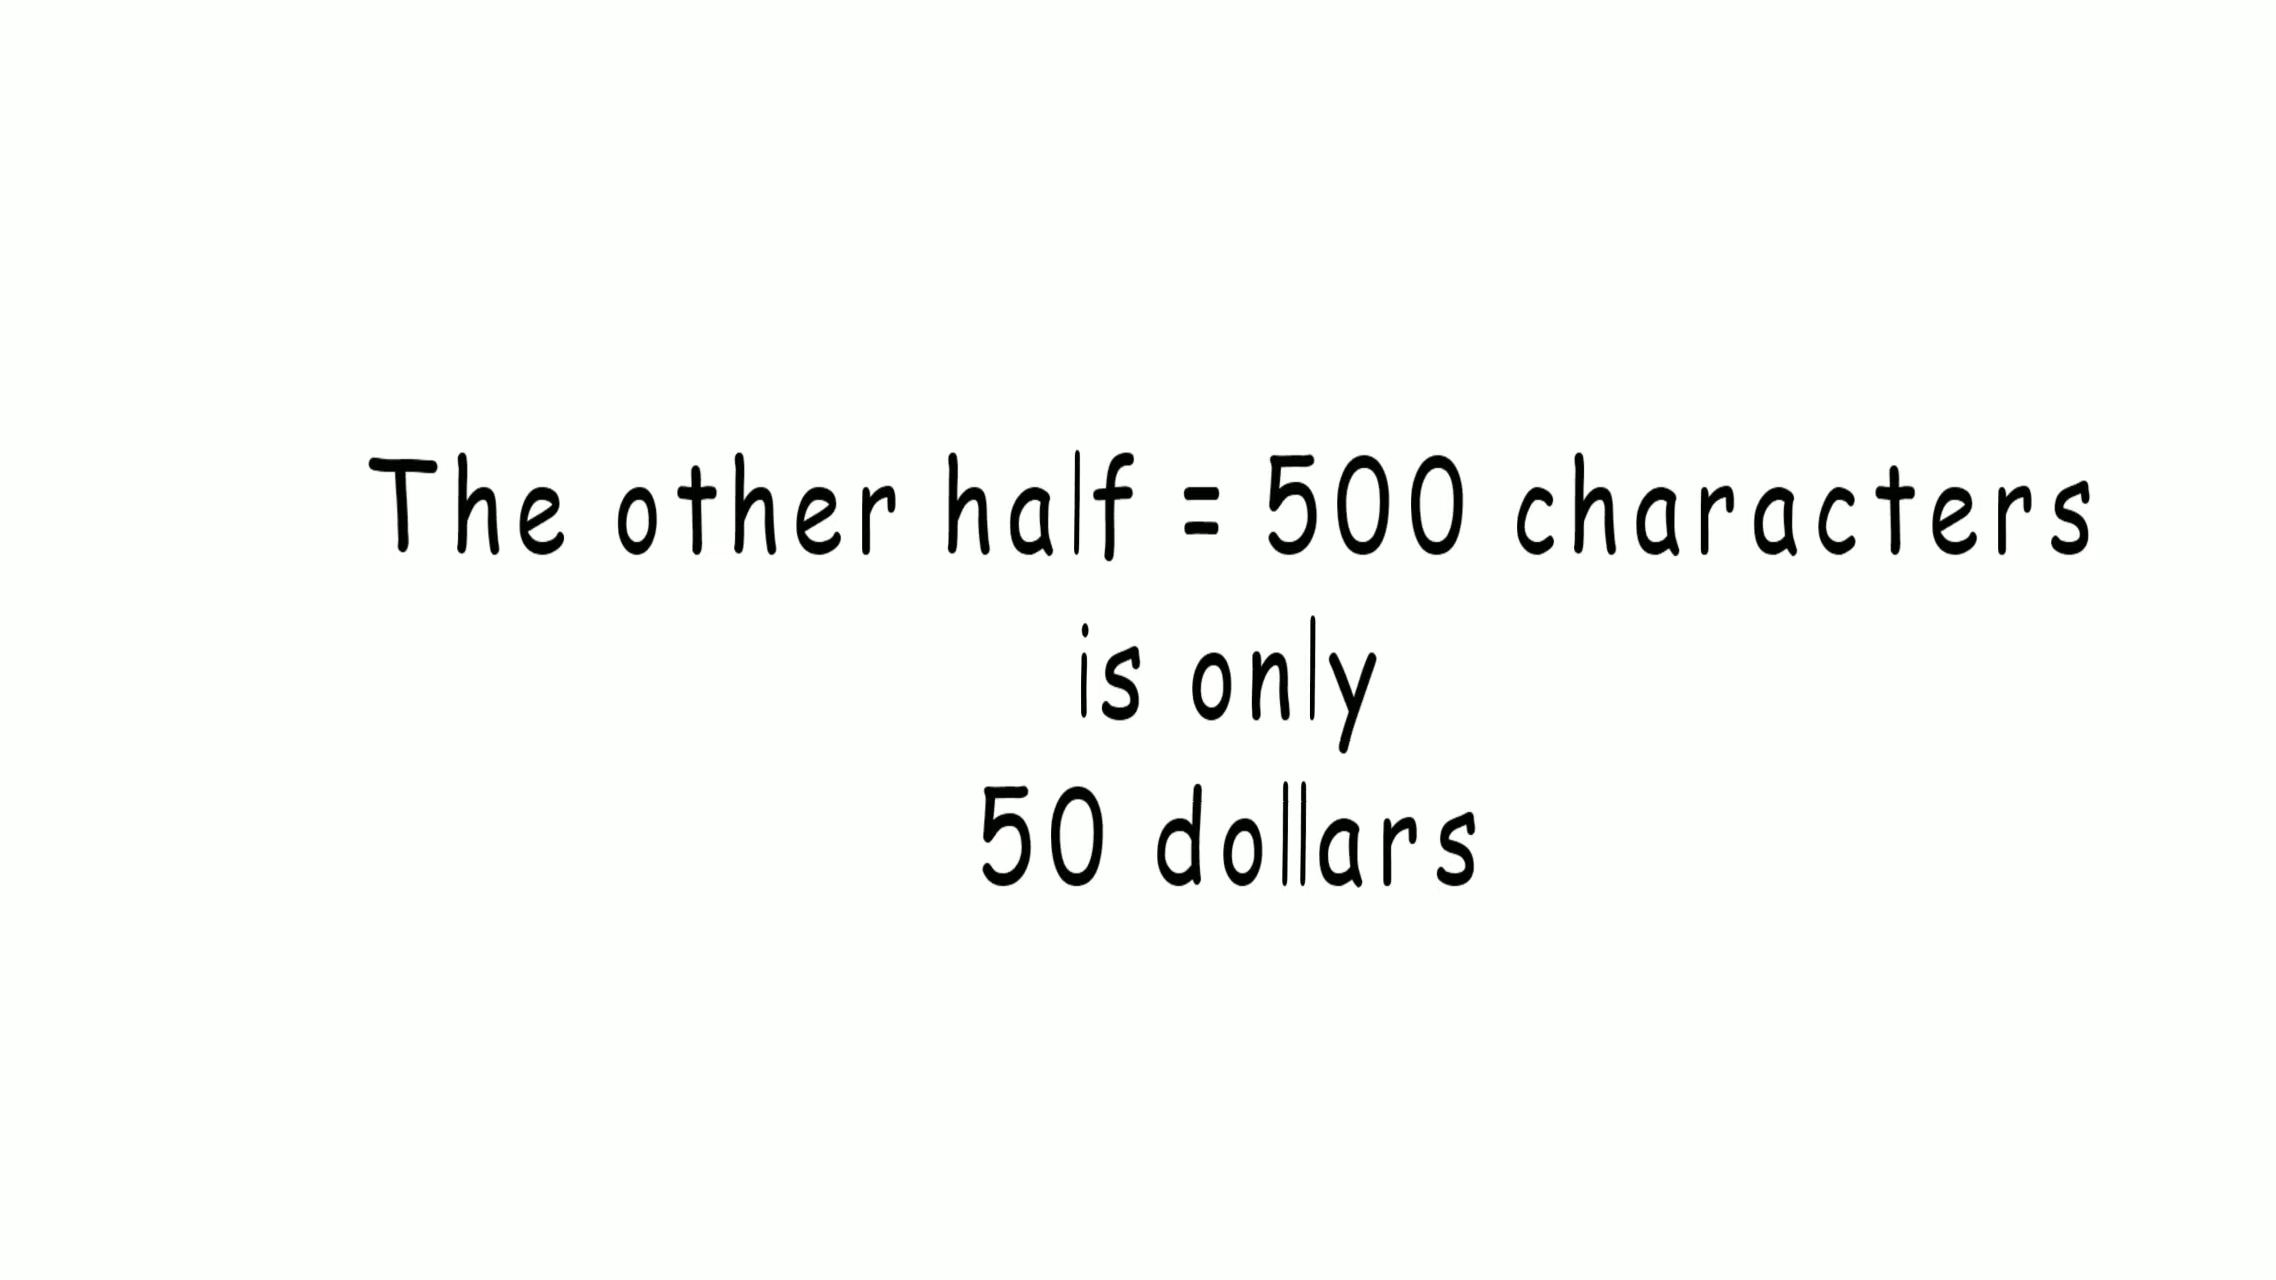 The other half = 500 characters
is only
50 dollars